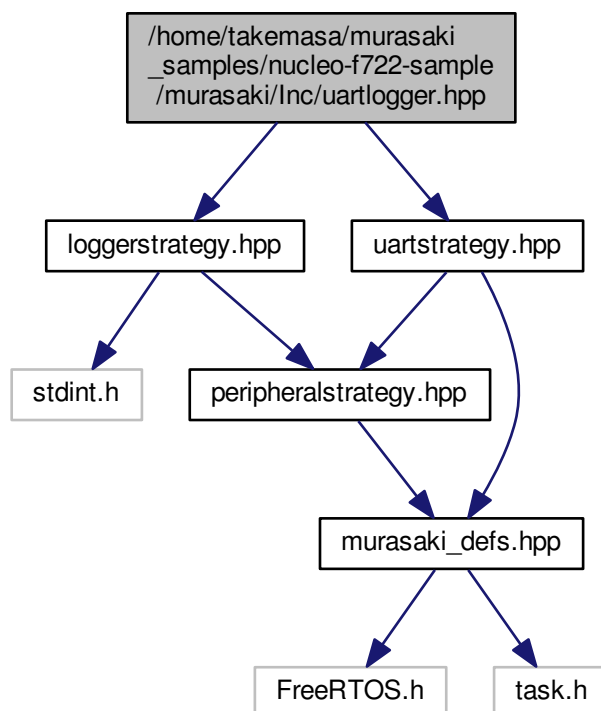 /home/takemasa/murasaki
_samples/nucleo-f722-sample
/murasaki/Inc/uartlogger.hpp
loggerstrategy.hpp
uartstrategy.hpp
stdint.h
peripheralstrategy.hpp
murasaki_defs.hpp
FreeRTOS.h
task.h